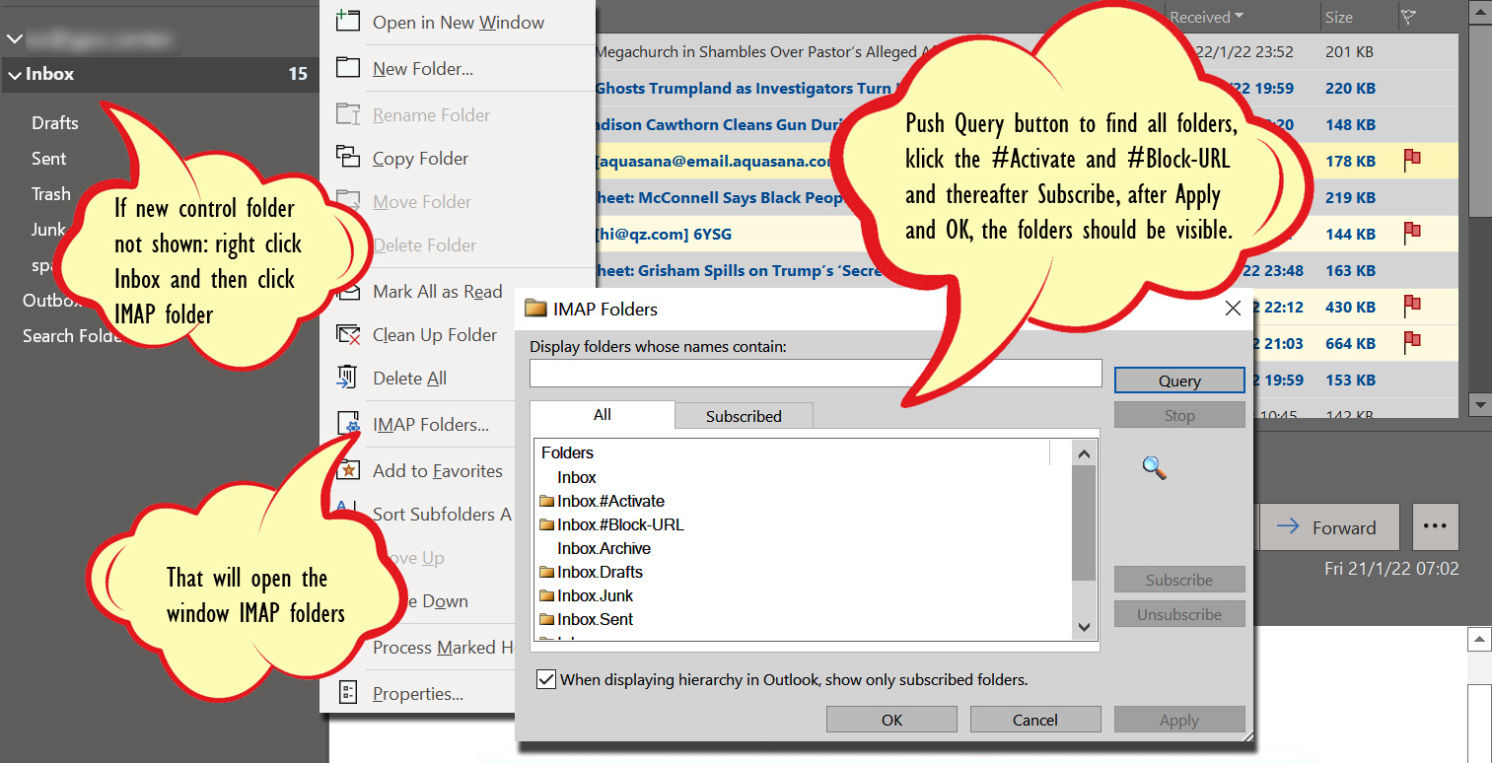 Inbox 15
Drafts
Sent
Trash
Junk
Outbox
Search
If new control folder
not shown: right click
Inbox and then click
IMAP folder
Open in New Window
New Folder...
Rename Folder
Copy Folder
Move Folder
Delete Folder
Mark All as Read
Clean Up Folder
Delete All
IMAP Folders...
Add to Favorites
Sort Subfolders A
Down
Process Marked H
Properties...
That will open the
window IMAP folders
Received Size
Megachurch in Shambles Over Pastor's Alleged 22/1/22 23:52 201 KB
Ghosts Trumpland as Investigators Turn 19:59 220 KB
adison Cawthorn Cleans Gun Duri :20 148 KB
[aquasana@email.aquasana.co 178 KB
heet: McConnell Says Black Peop 219 KB
[hi@qz.com] 6YSG 144 KB
heet: Grisham Spills on Trump's 'Secre 22 23:48 163 KB
2 22:12 430 KB
2 21:03 664 KB
2 19:59 153 KB
10:45 142 KB
Push Query button to find all folders,
klick the #Activate and #Block-URL
and thereafter Subscribe, after Apply
and OK, the folders should be visible.
IMAP Folders
Display folders whose names contain:
Query
Stop
All Subscribed
Folders
Inbox
Inbox.#Activate
Inbox.#Block-URL
Inbox.Archive
Inbox.Drafts
Inbox.Junk
Inbox.Sent
Subscribe
Unsubscribe
When displaying hierarchy in Outlook, show only subscribed folders.
OK Cancel Apply
Forward
Fri 21/1/22 07:02